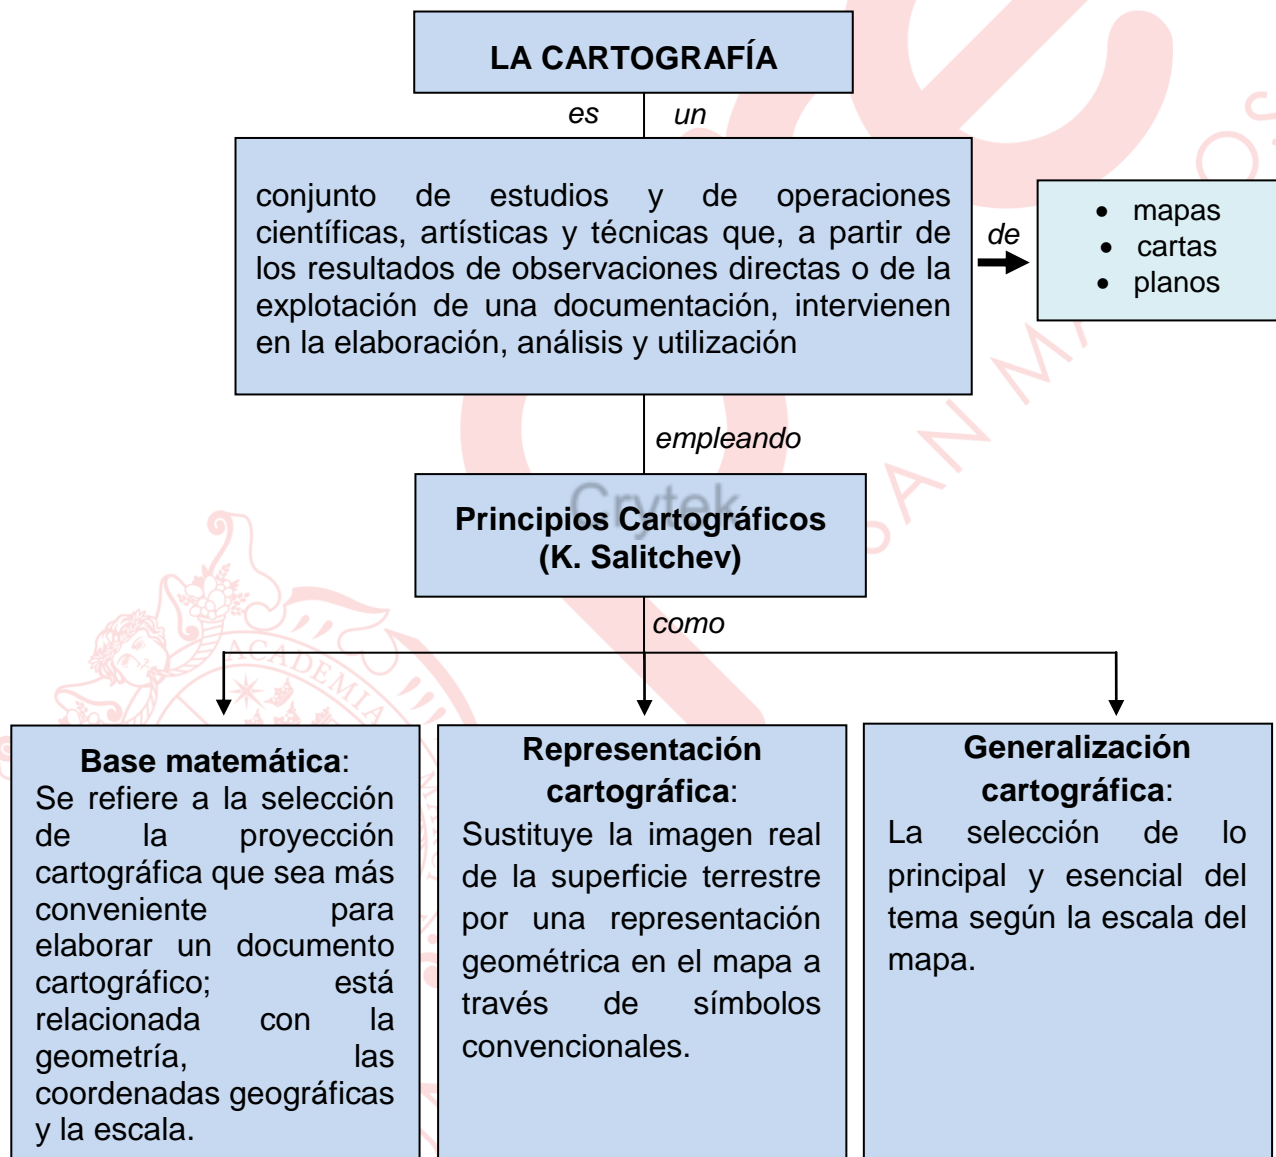 LA CARTOGRAFÍA
es un
conjunto de estudios y de operaciones
científicas, artísticas y técnicas que, a partir de
los resultados de observaciones directas o de la
explotación de una documentación, intervienen
en la elaboración, análisis y utilización
de
• mapas
• cartas
• planos
empleando
Crytek
Principios Cartográficos
(K. Salitchev)
como
Base matemática:
Se refiere a la selección
de la proyección
cartográfica que sea más
conveniente para
elaborar un documento
cartográfico; está
relacionada con la
geometría, las
coordenadas geográficas
y la escala.
Representación
cartográfica:
Sustituye la imagen real
de la superficie terrestre
por una representación
geométrica en el mapa a
través de símbolos
convencionales.
Generalización
cartográfica:
La selección de lo
principal y esencial del
tema según la escala del
mapa.
ACADEMIA
SAN MA
OS